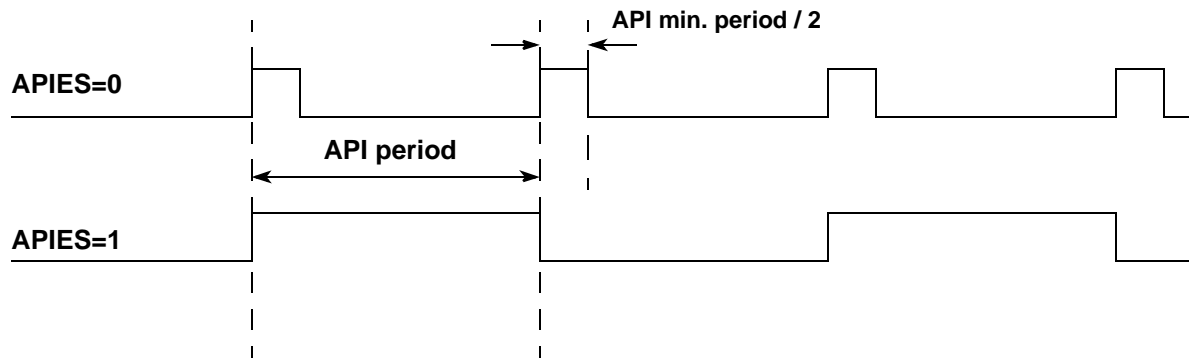 API min. period / 2
APIES=0
API period
APIES=1